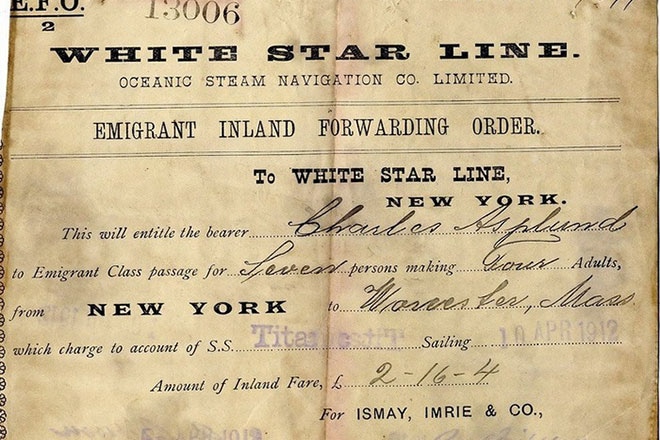 E.F.O.
2
13006
WHITE STAR LINE.
OCEANIC STEAM NAVIGATION CO. LIMITED.
EMIGRANT INLAND FORWARDING ORDER.
To WHITE STAR LINE,
NEW YORK.
This will entitle the bearer Charles Asplund
to Emigrant Class passage for Seven persons making Four Adults,
from NEW YORK to Worcester, Mass
which charge to account of S.S. Titanic Sailing 10 APR 1912
Amount of Inland Fare, £ 2-16-4
For ISMAY, IMRIE & CO.,